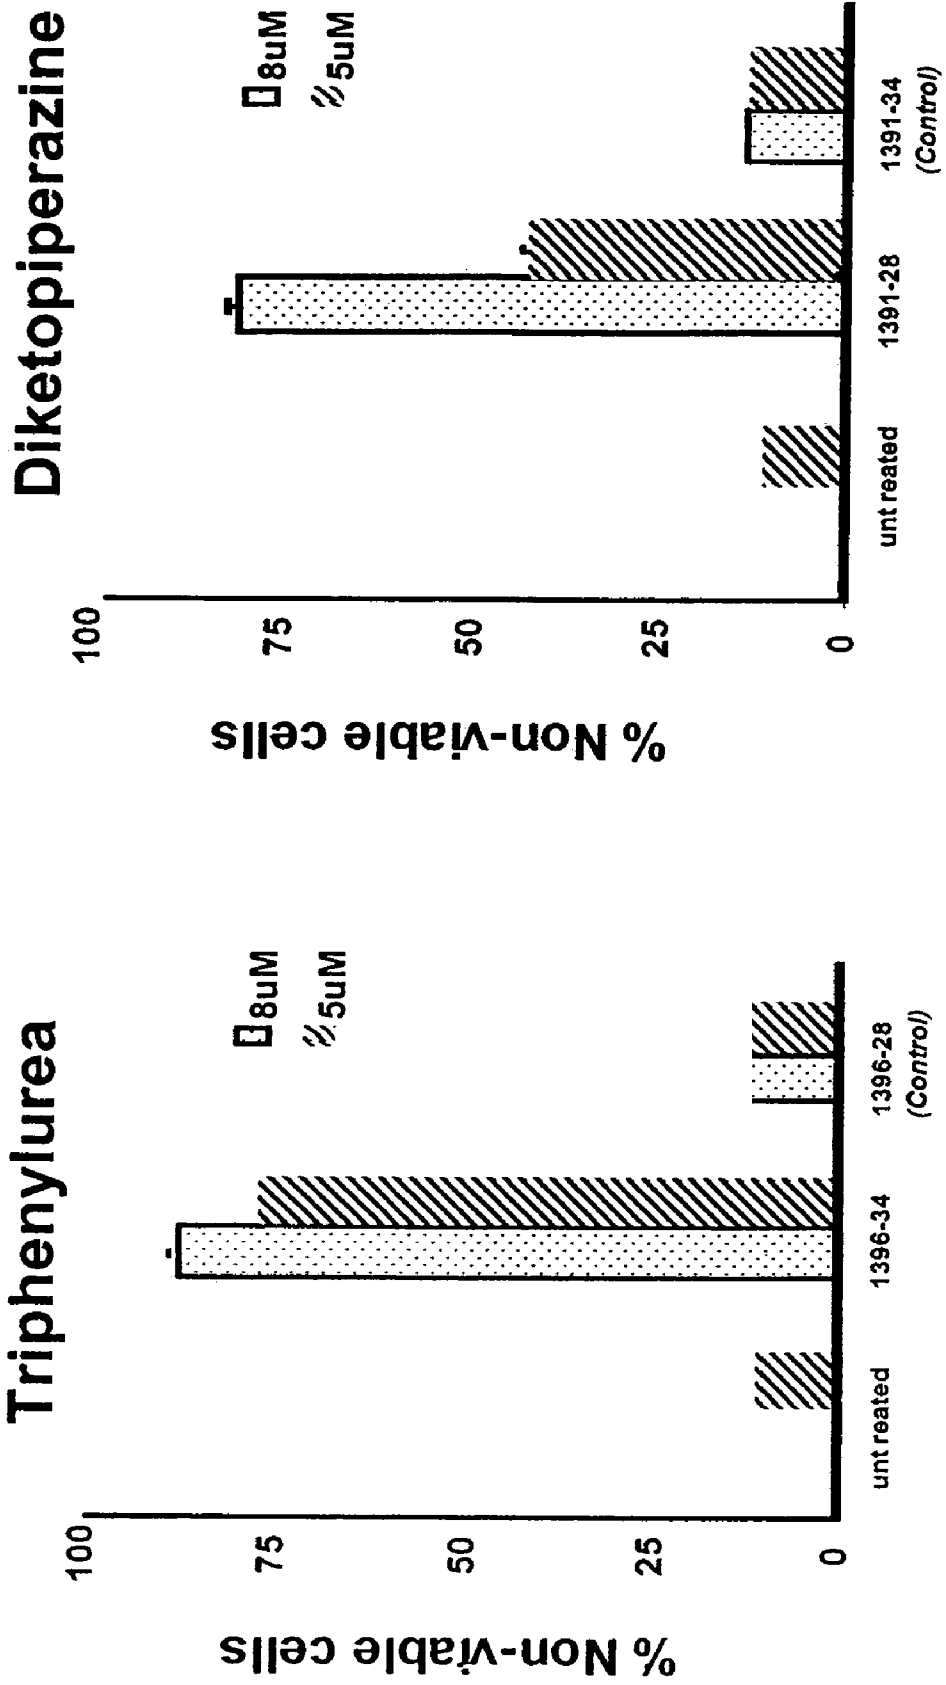 Triphenylurea
% Non-viable cells
100
75
50
25
0
8uM
5uM
untreated
1396-34
1396-28
(Control)
Diketopiperazine
% Non-viable cells
100
75
50
25
0
8uM
5uM
untreated
1391-28
1391-34
(Control)